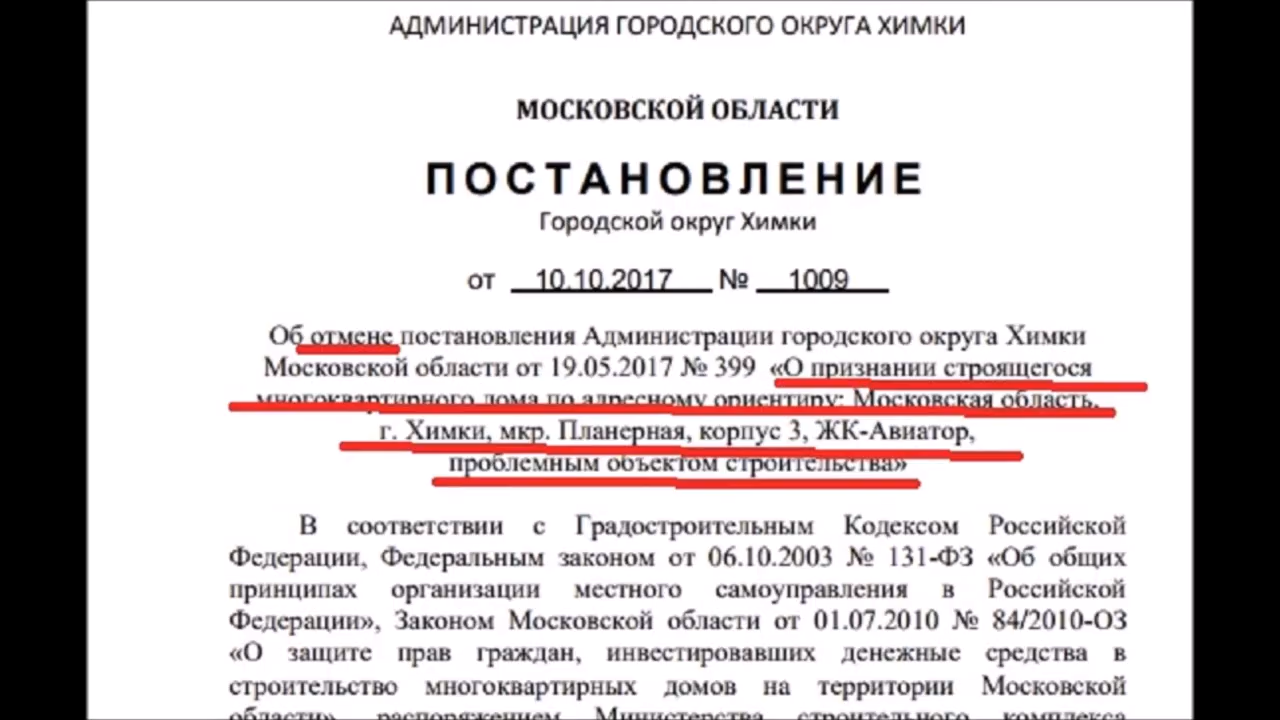 АДМИНИСТРАЦИЯ ГОРОДСКОГО ОКРУГА ХИМКИ
МОСКОВСКОЙ ОБЛАСТИ
ПОСТАНОВЛЕНИЕ
Городской округ Химки
от 10.10.2017 № 1009
Об отмене постановления Администрации городского округа Химки
Московской области от 19.05.2017 № 399 «О признании строящегося
многоквартирного дома по адресному ориентиру: Московская область,
г. Химки, мкр. Планерная, корпус 3, ЖК-Авиатор,
проблемным объектом строительства»
В соответствии с Градостроительным Кодексом Российской
Федерации, Федеральным законом от 06.10.2003 № 131-ФЗ «Об общих
принципах организации местного самоуправления в Российской
Федерации», Законом Московской области от 01.07.2010 № 84/2010-ОЗ
«О защите прав граждан, инвестировавших денежные средства в
строительство многоквартирных домов на территории Московской
области», распоряжением Министерства строительного комплекса